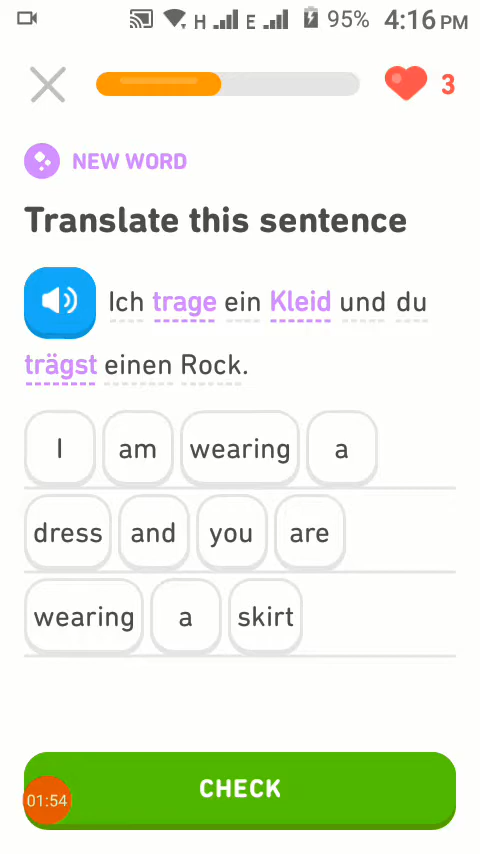 H E 95% 4:16 PM
3
NEW WORD
Translate this sentence
Ich trage ein Kleid und du
trägst einen Rock.
I am wearing a
dress and you are
wearing a skirt
CHECK
01:54